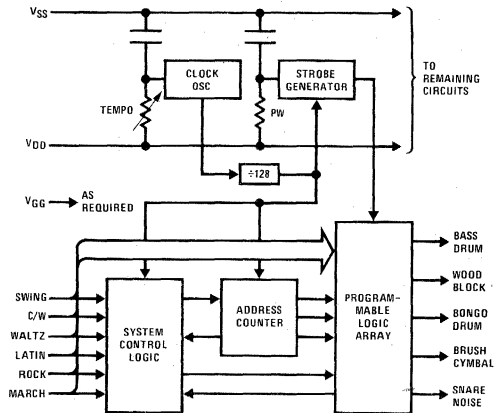 VSS
CLOCK
OSC
STROBE
GENERATOR
TO
REMAINING
CIRCUITS
TEMPO
PW
VDD
÷128
VGG
AS
REQUIRED
SWING
C/W
WALTZ
LATIN
ROCK
MARCH
SYSTEM
CONTROL
LOGIC
ADDRESS
COUNTER
PROGRAM-
MABLE
LOGIC
ARRAY
BASS
DRUM
WOOD
BLOCK
BONGO
DRUM
BRUSH
CYMBAL
SNARE
NOISE